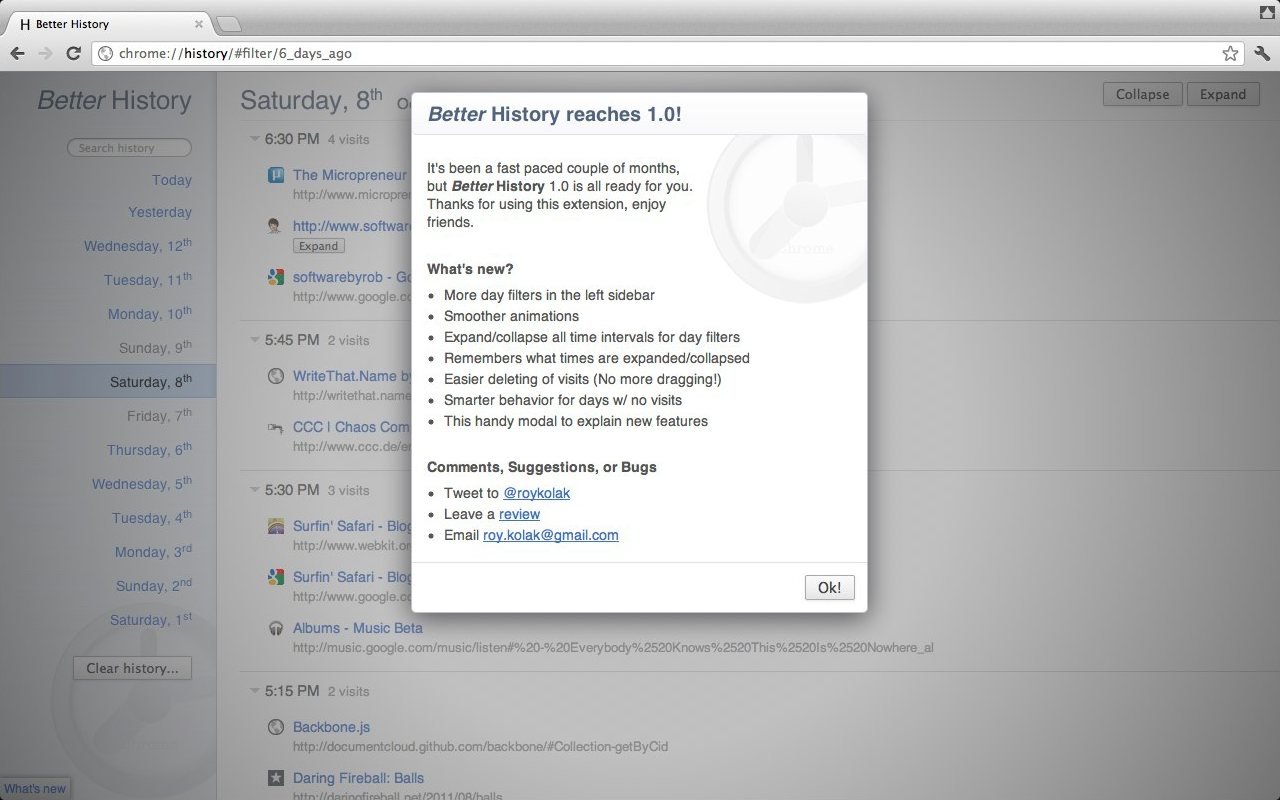 H Better History
chrome://history/#filter/6_days_ago
Better History
Search history
Today
Yesterday
Wednesday, 12th
Tuesday, 11th
Monday, 10th
Sunday, 9th
Saturday, 8th
Friday, 7th
Thursday, 6th
Wednesday, 5th
Tuesday, 4th
Monday, 3rd
Sunday, 2nd
Saturday, 1st
Clear history...
What's new
Saturday, 8th
Collapse
Expand
6:30 PM 4 visits
The Micropreneur
http://www.micropre
http://www.softwar
Expand
softwarebyrob - Go
http://www.google.co
5:45 PM 2 visits
WriteThat.Name by
http://writethat.name
CCC | Chaos Com
http://www.ccc.de/e
5:30 PM 3 visits
Surfin' Safari - Blog
http://www.webkit.or
Surfin' Safari - Blog
http://www.google.co
Albums - Music Beta
http://music.google.com/music/listen#%20-%20Everybody%2520Knows%2520This%2520Is%2520Nowhere_al
5:15 PM 2 visits
Backbone.js
http://documentcloud.github.com/backbone/#Collection-getByCid
Daring Fireball: Balls
http://daringfireball.net/2011/08/balls
Better History reaches 1.0!
It's been a fast paced couple of months,
but Better History 1.0 is all ready for you.
Thanks for using this extension, enjoy
friends.
What's new?
• More day filters in the left sidebar
• Smoother animations
• Expand/collapse all time intervals for day filters
• Remembers what times are expanded/collapsed
• Easier deleting of visits (No more dragging!)
• Smarter behavior for days w/ no visits
• This handy modal to explain new features
Comments, Suggestions, or Bugs
• Tweet to @roykolak
• Leave a review
• Email roy.kolak@gmail.com
Ok!